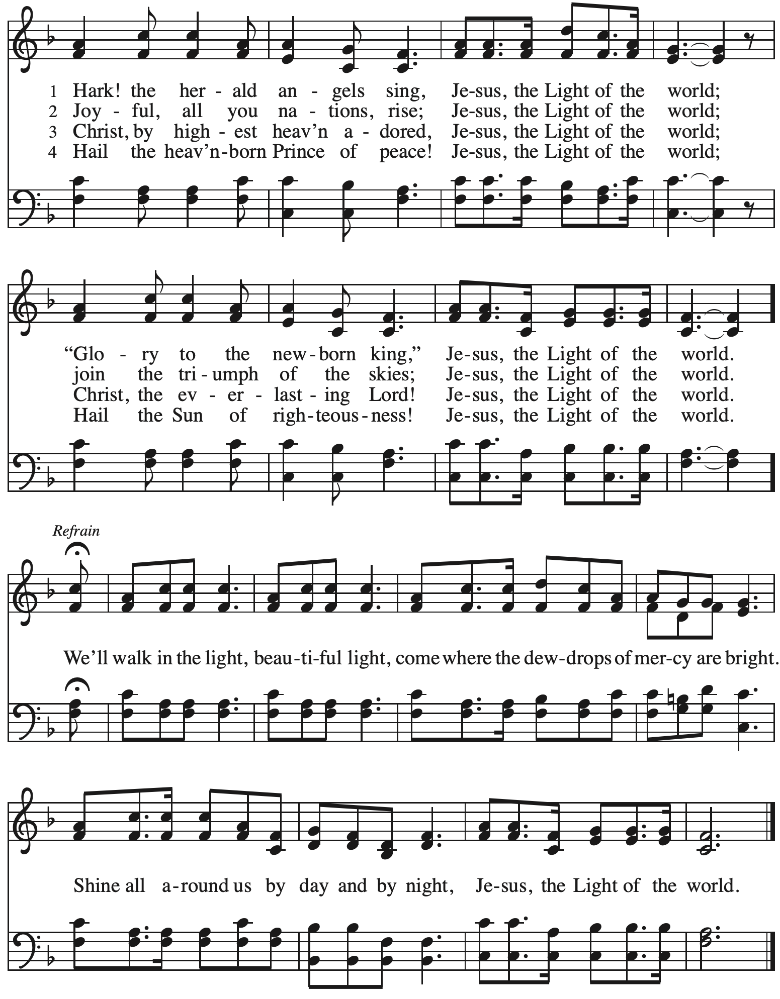 1 Hark! the her - ald an - gels sing, Je-sus, the Light of the world;
2 Joy - ful, all you na - tions, rise; Je-sus, the Light of the world;
3 Christ, by high - est heav’n a - dored, Je-sus, the Light of the world;
4 Hail the heav’n-born Prince of peace! Je-sus, the Light of the world;
“Glo - ry to the new-born king,” Je-sus, the Light of the world.
join the tri - umph of the skies; Je-sus, the Light of the world.
Christ, the ev - er - last - ing Lord! Je-sus, the Light of the world.
Hail the Sun of righ-teous-ness! Je-sus, the Light of the world.
Refrain
We’ll walk in the light, beau-ti-ful light, come where the dew-drops of mer-cy are bright.
Shine all a-round us by day and by night, Je-sus, the Light of the world.